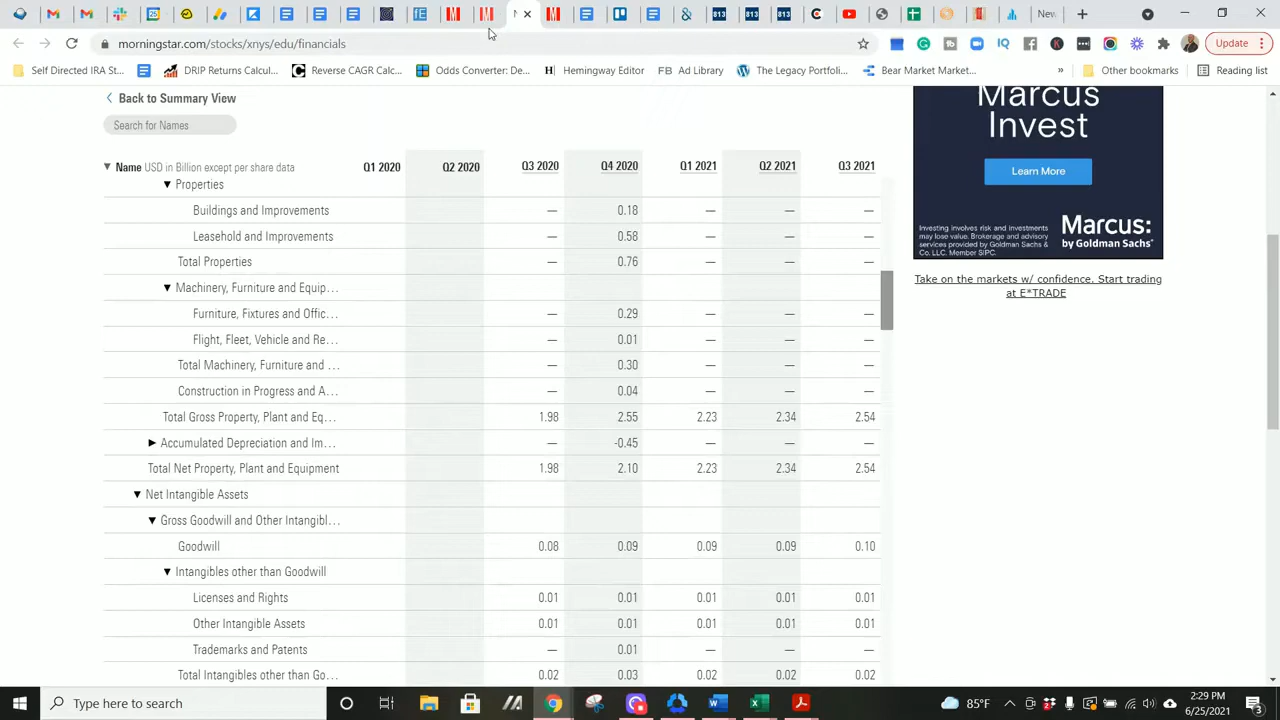 813
813
813
morningstar.com/stocks/xnys/edu/financials
IQ
K
Update
Self Directed IRA St...
DRIP Returns Calcu...
Reverse CAGR Calc...
Odds Converter: De...
H Hemingway Editor
FB Ad Library
The Legacy Portfoli...
Bear Market Market...
»
Other bookmarks
Reading list
Back to Summary View
Search for Names
Name USD in Billion except per share data Q1 2020 Q2 2020 Q3 2020 Q4 2020 Q1 2021 Q2 2021 Q3 2021
Properties
Buildings and Improvements — 0.18 — — —
Leasehold and Improvements — 0.58 — — —
Total Properties — 0.76 — — —
Machinery, Furniture and Equip...
Furniture, Fixtures and Offic... — 0.29 — — —
Flight, Fleet, Vehicle and Re... — 0.01 — — —
Total Machinery, Furniture and ... — 0.30 — — —
Construction in Progress and A... — 0.04 — — —
Total Gross Property, Plant and Eq... 1.98 2.55 2.23 2.34 2.54
Accumulated Depreciation and Im... — -0.45 — — —
Total Net Property, Plant and Equipment 1.98 2.10 2.23 2.34 2.54
Net Intangible Assets
Gross Goodwill and Other Intangibl...
Goodwill 0.08 0.09 0.09 0.09 0.10
Intangibles other than Goodwill
Licenses and Rights 0.01 0.01 0.01 0.01 0.01
Other Intangible Assets 0.01 0.01 0.01 0.01 0.01
Trademarks and Patents 0.01
Total Intangibles other than Go... 0.02 0.03 0.02 0.02 0.02
Marcus
Invest
Learn More
Investing involves risk and investments
may lose value. Brokerage and advisory
services provided by Goldman Sachs &
Co. LLC. Member SIPC.
Marcus:
by Goldman Sachs®
Take on the markets w/ confidence. Start trading
at E*TRADE
Type here to search
85°F
2:29 PM
6/25/2021
3